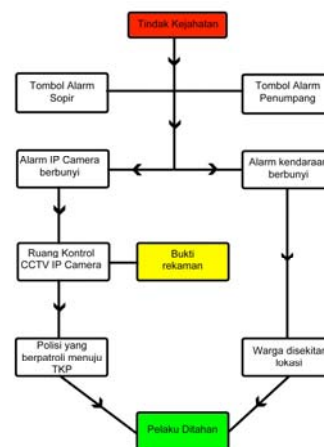 Tindak Kejahatan
Tombol Alarm
Sopir
Tombol Alarm
Penumpang
Alarm IP Camera
berbunyi
Alarm kendaraan
berbunyi
Ruang Kontrol
CCTV IP Camera
Bukti
rekaman
Polisi yang
berpatroli menuju
TKP
Warga disekitar
lokasi
Pelaku Ditahan